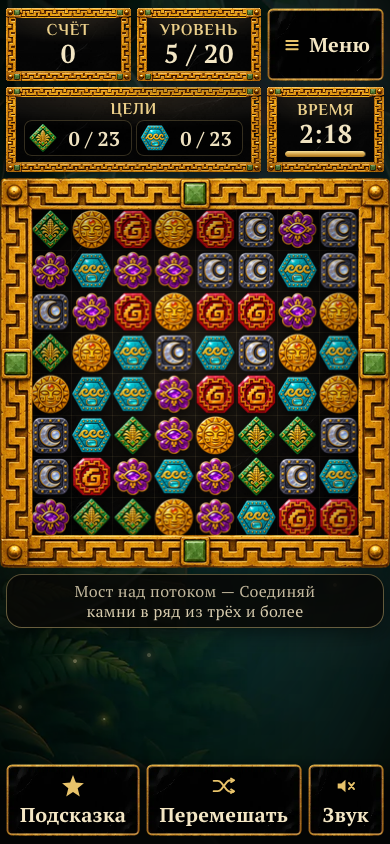 СЧЁТ
0
УРОВЕНЬ
5 / 20
Меню
ЦЕЛИ
0 / 23
0 / 23
ВРЕМЯ
2:18
Мост над потоком — Соединяй
камни в ряд из трёх и более
Подсказка
Перемешать
Звук